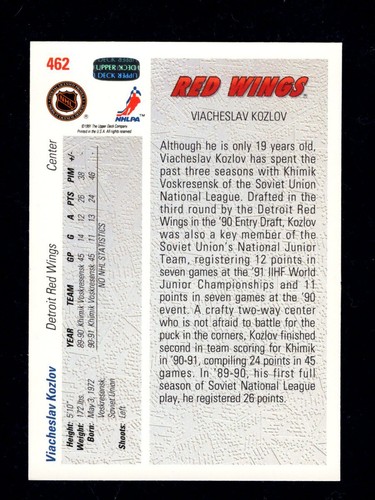 462
UPPER DECK
DECK UPPER
NHL
NHLPA
©1991 The Upper Deck Company
Printed in the U.S.A. All rights reserved.
RED WINGS
VIACHESLAV KOZLOV
Although he is only 19 years old,
Viacheslav Kozlov has spent the
past three seasons with Khimik
Voskresensk of the Soviet Union
National League. Drafted in the
third round by the Detroit Red
Wings in the '90 Entry Draft, Kozlov
was also a key member of the
Soviet Union's National Junior
Team, registering 12 points in
seven games at the '91 IIHF World
Junior Championships and 11
points in seven games at the '90
event. A crafty two-way center
who is not afraid to battle for the
puck in the corners, Kozlov finished
second in team scoring for Khimik
in '90-91, compiling 24 points in 45
games. In '89-90, his first full
season of Soviet National League
play, he registered 26 points.
Viacheslav Kozlov Detroit Red Wings Center
Height: 5'10"
Weight: 172 lbs.
Born: May 3, 1972
Voskresensk,
Soviet Union
Shoots: Left
YEAR TEAM GP G A PTS PIM +/-
89-90 Khimik Voskresensk 45 14 12 26 38 -
90-91 Khimik Voskresensk 45 11 13 24 46 -
NO NHL STATISTICS